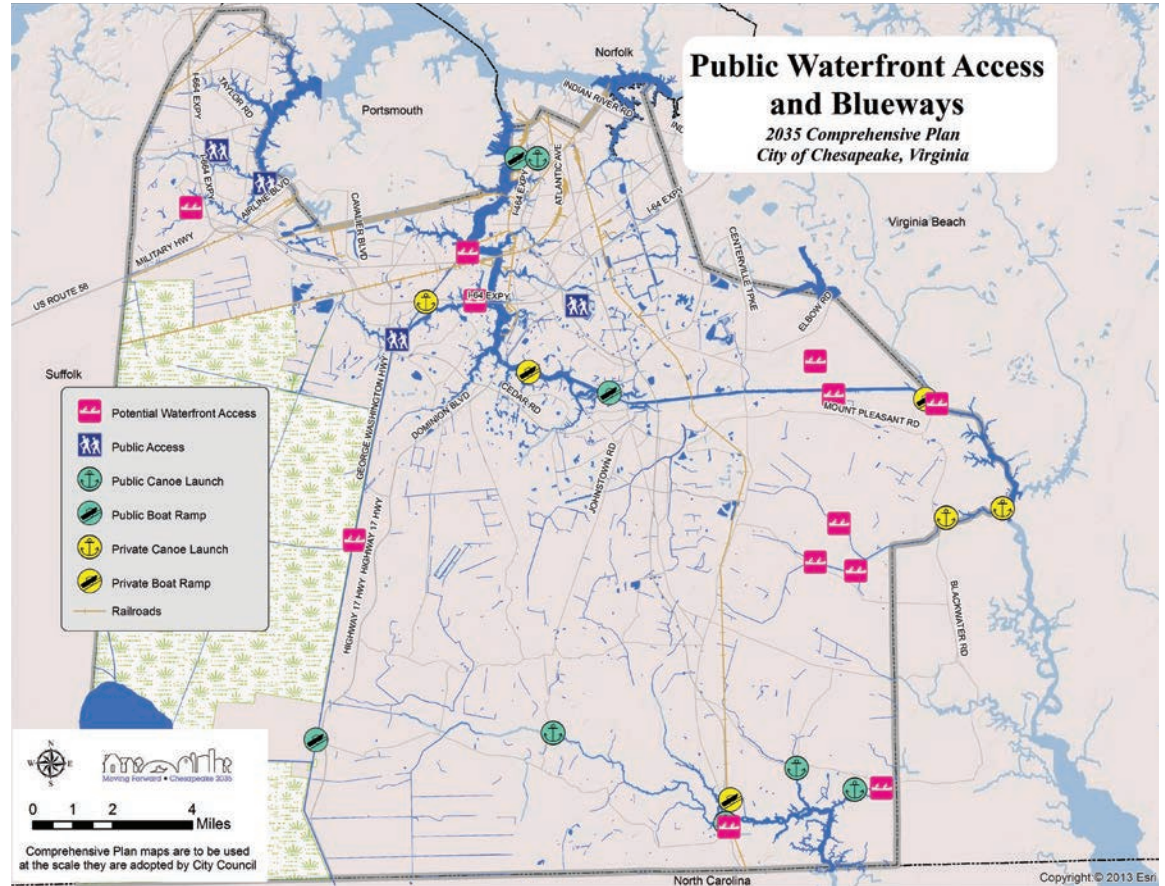 Public Waterfront Access
and Blueways
2035 Comprehensive Plan
City of Chesapeake, Virginia
Norfolk
Portsmouth
Virginia Beach
Suffolk
North Carolina
I-664 EXPY
TAYLOR RD
I-664 EXPY
AIRLINE BLVD
MILITARY HWY
US ROUTE 58
CAVALIER BLVD
INDIAN RIVER RD
I-464 EXPY
ATLANTIC AVE
I-64 EXPY
I-64 EXPY
CENTERVILLE TPKE
ELBOW RD
GEORGE WASHINGTON HWY
DOMINION BLVD
CEDAR RD
MOUNT PLEASANT RD
JOHNSTOWN RD
HIGHWAY 17 HWY
HIGHWAY 17 HWY
BLACKWATER RD
Potential Waterfront Access
Public Access
Public Canoe Launch
Public Boat Ramp
Private Canoe Launch
Private Boat Ramp
Railroads
N
W E
S
Moving Forward • Chesapeake 2035
0 1 2 4
Miles
Comprehensive Plan maps are to be used
at the scale they are adopted by City Council
Copyright:© 2013 Esri